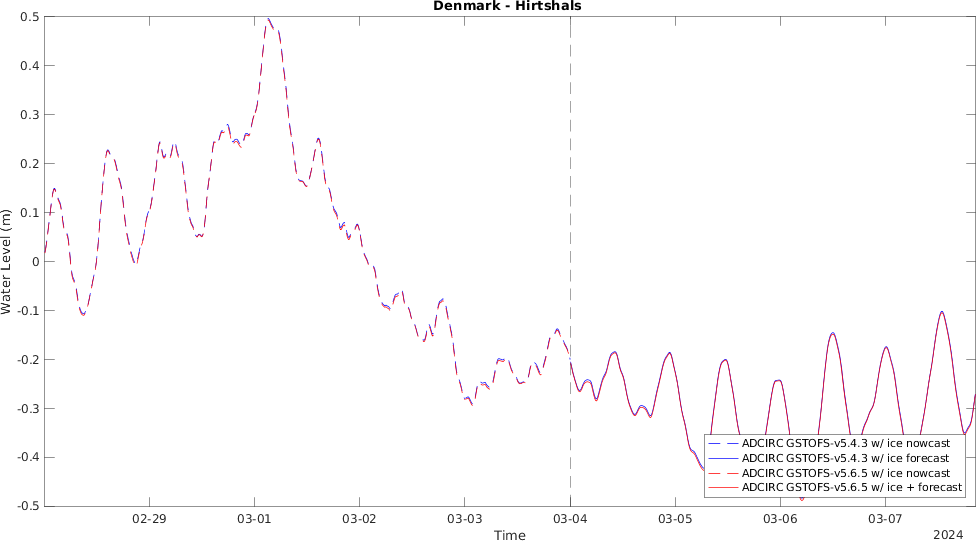 Denmark - Hirtshals
Water Level (m)
0.5
0.4
0.3
0.2
0.1
0
-0.1
-0.2
-0.3
-0.4
-0.5
ADCIRC GSTOFS-v5.4.3 w/ ice nowcast
ADCIRC GSTOFS-v5.4.3 w/ ice forecast
ADCIRC GSTOFS-v5.6.5 w/ ice nowcast
ADCIRC GSTOFS-v5.6.5 w/ ice + forecast
02-29 03-01 03-02 03-03 03-04 03-05 03-06 03-07
Time
2024